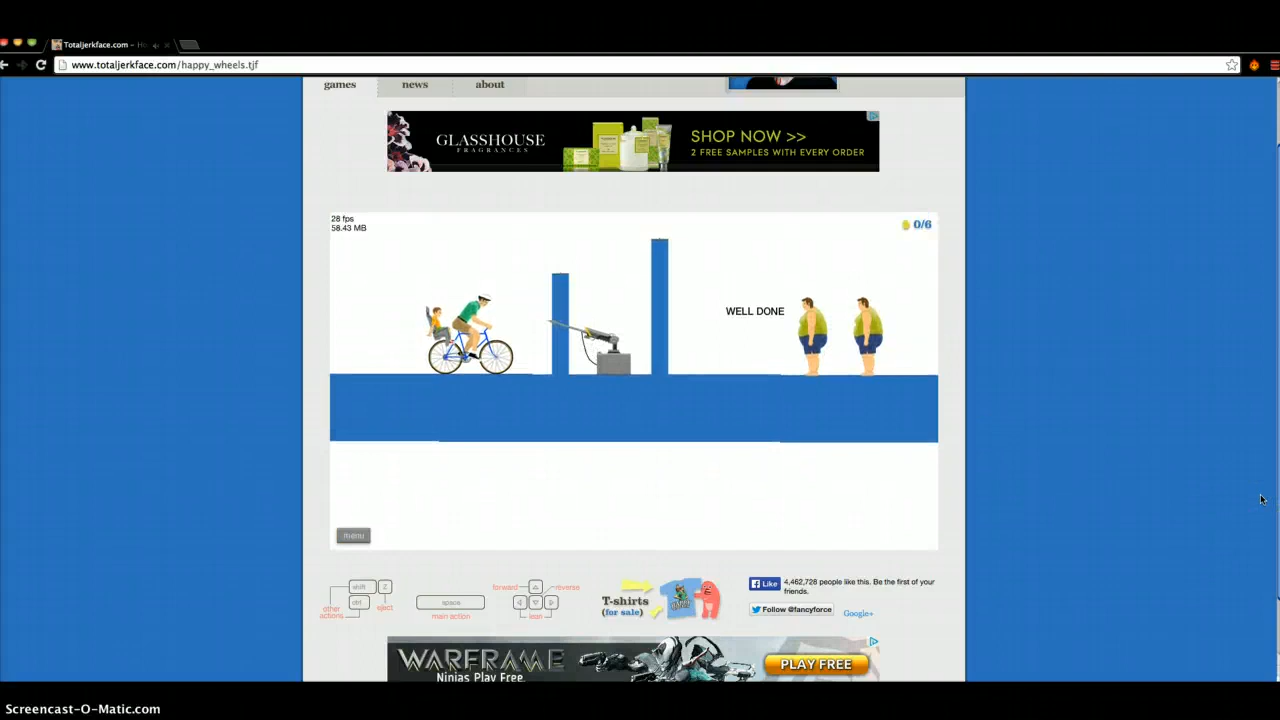 Totaljerkface.com -
www.totaljerkface.com/happy_wheels.tjf
games
news
about
GLASSHOUSE
FRAGRANCES
SHOP NOW >>
2 FREE SAMPLES WITH EVERY ORDER
28 fps
58.43 MB
0/6
WELL DONE
menu
shift
Z
ctrl
eject
other
actions
space
main action
forward
reverse
lean
T-shirts
(for sale)
Like
4,462,728 people like this. Be the first of your
friends.
Follow @fancyforce
Google+
WARFRAME
Ninjas Play Free
PLAY FREE
Screencast-O-Matic.com